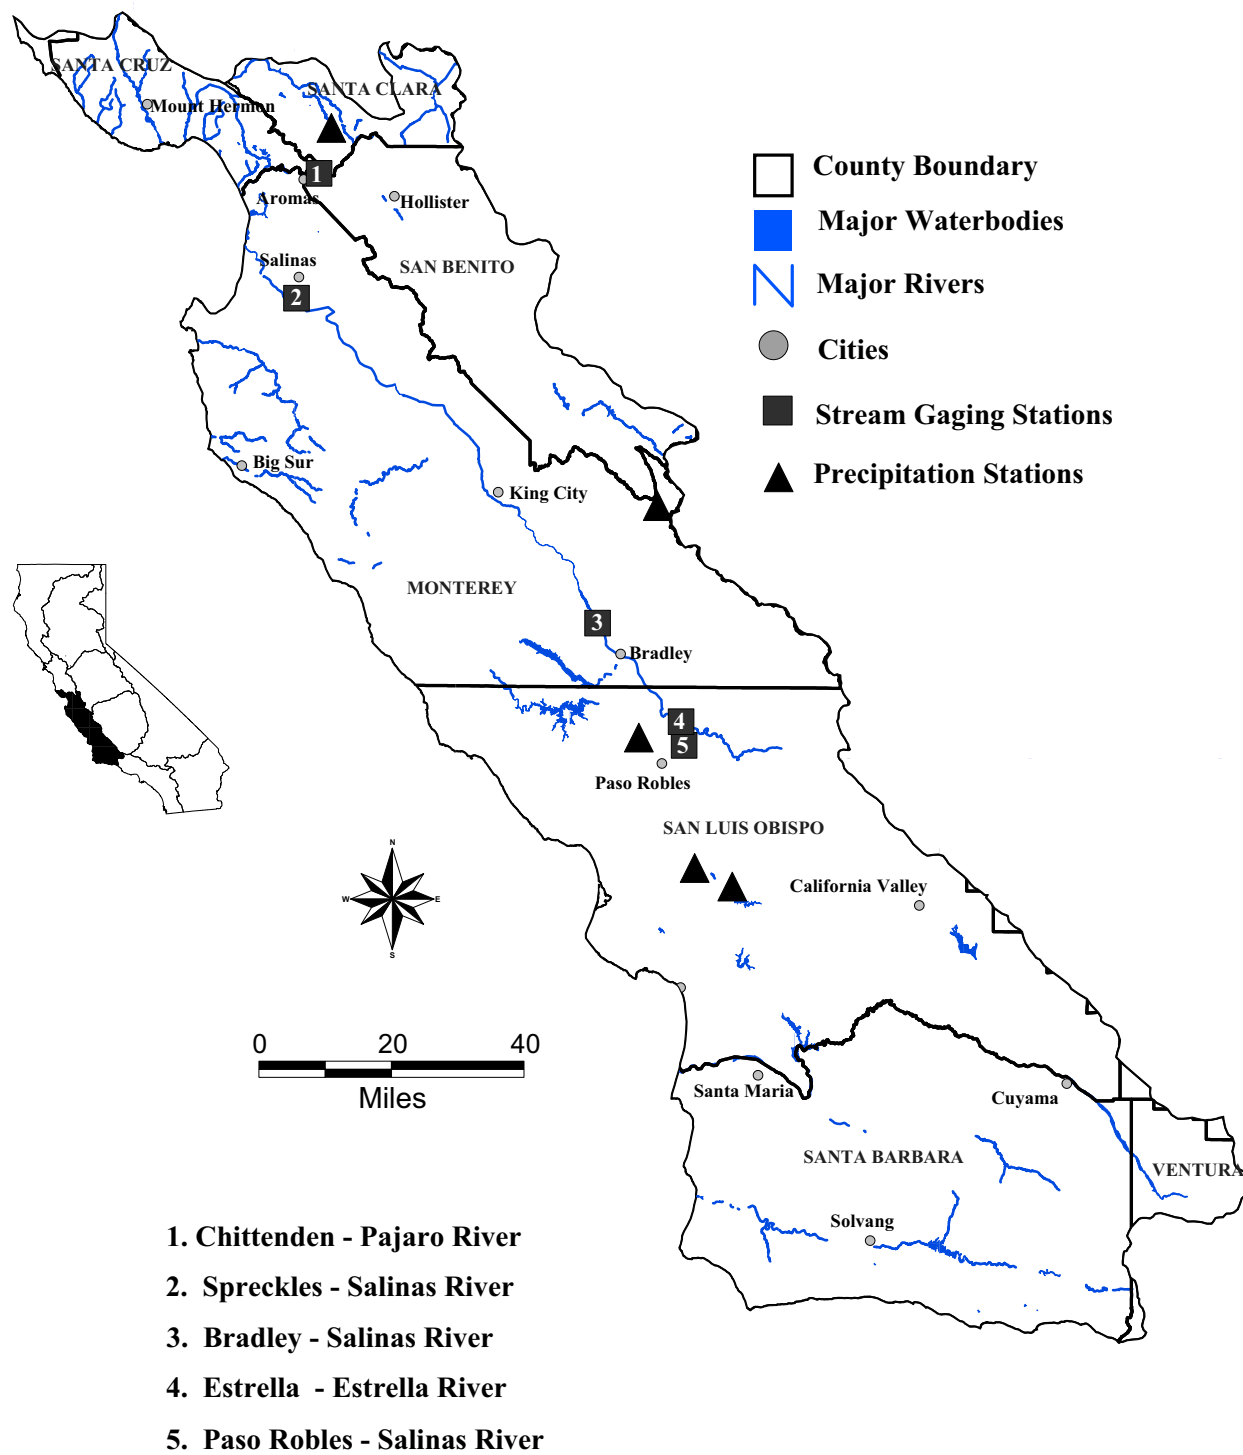 SANTA CRUZ
SANTA CLARA
Mount Hermon
1
Aromas
Hollister
Salinas
SAN BENITO
2
Big Sur
King City
MONTEREY
3
Bradley
4
5
Paso Robles
SAN LUIS OBISPO
California Valley
Santa Maria
Cuyama
SANTA BARBARA
VENTURA
Solvang
County Boundary
Major Waterbodies
Major Rivers
Cities
Stream Gaging Stations
Precipitation Stations
N
W
E
S
0 20 40
Miles
1. Chittenden - Pajaro River
2. Spreckles - Salinas River
3. Bradley - Salinas River
4. Estrella - Estrella River
5. Paso Robles - Salinas River